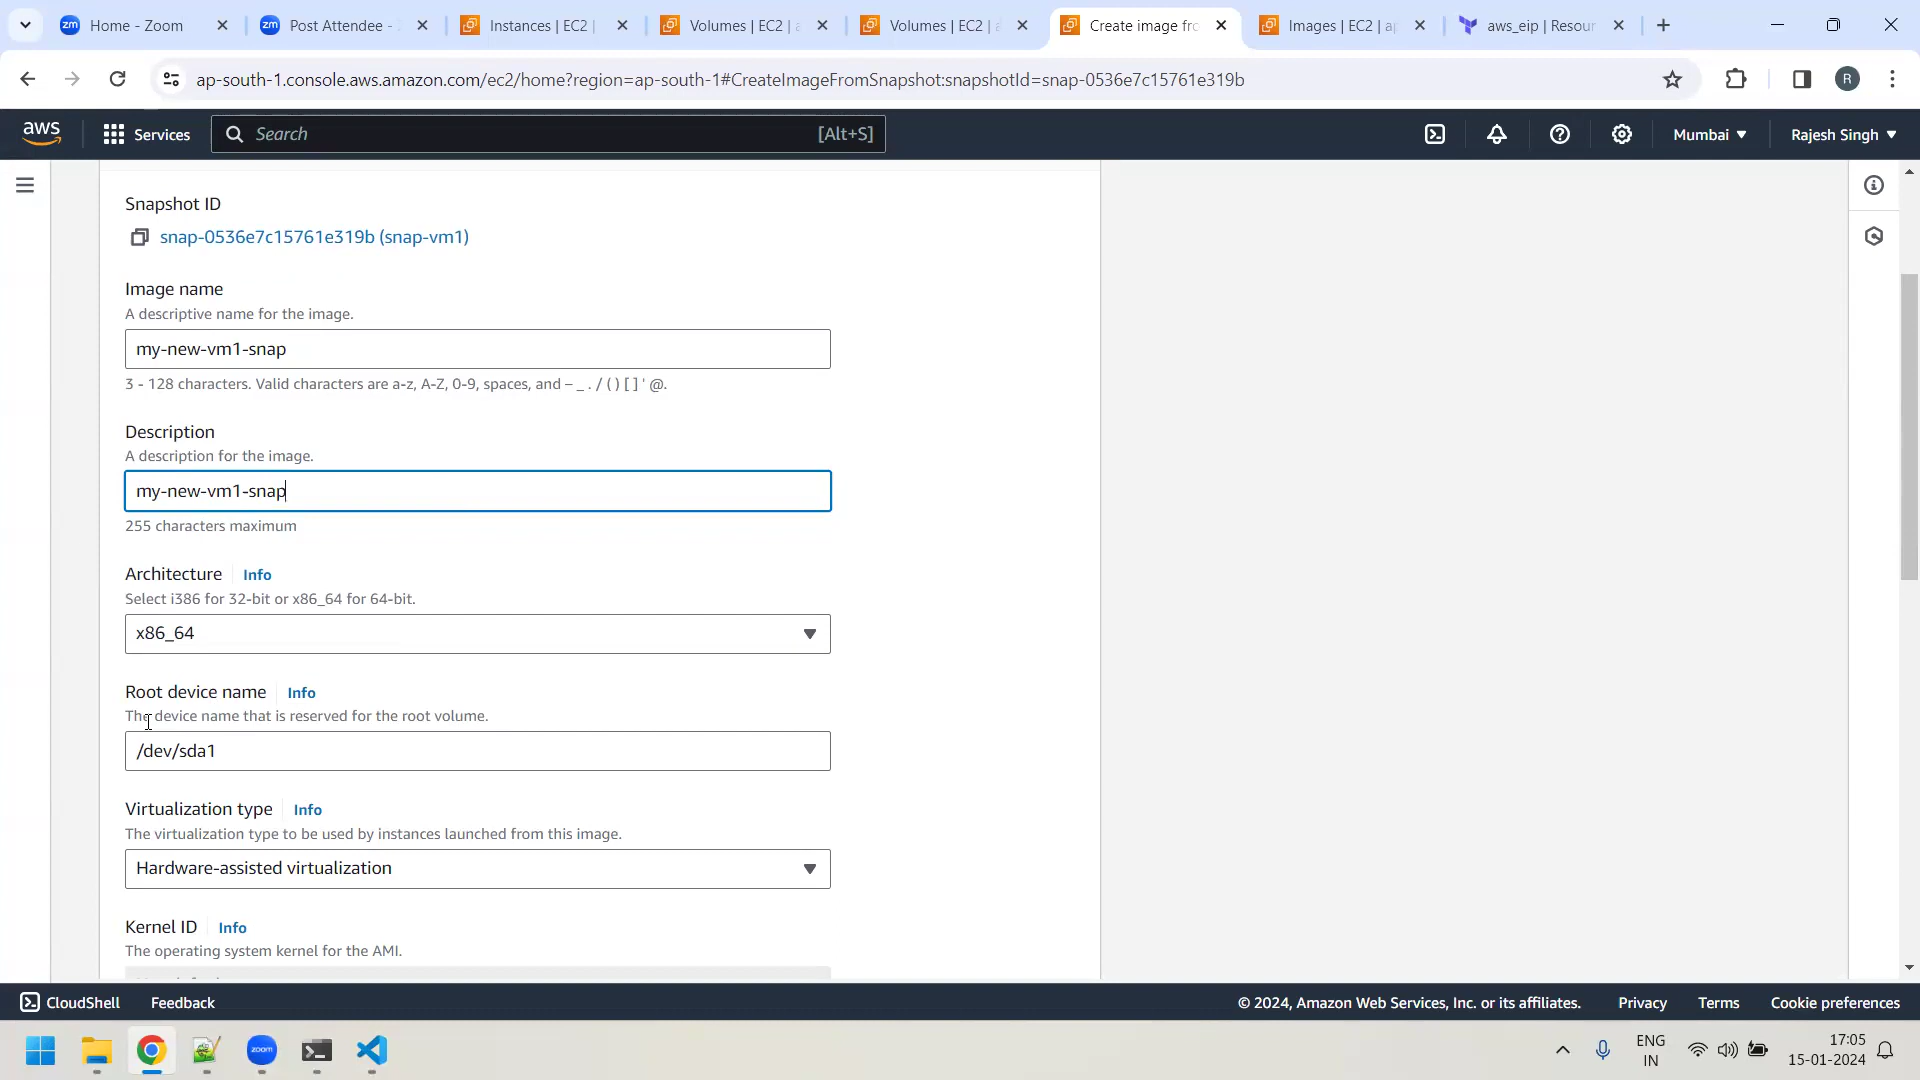 Home - Zoom
Post Attendee -
Instances | EC2 |
Volumes | EC2 | a
Volumes | EC2 | a
Create image fro
Images | EC2 | ap
aws_eip | Resour
ap-south-1.console.aws.amazon.com/ec2/home?region=ap-south-1#CreateImageFromSnapshot:snapshotId=snap-0536e7c15761e319b
R
aws
Services
Search
[Alt+S]
Mumbai
Rajesh Singh
Snapshot ID
snap-0536e7c15761e319b (snap-vm1)
Image name
A descriptive name for the image.
my-new-vm1-snap
3 - 128 characters. Valid characters are a-z, A-Z, 0-9, spaces, and – _ . / ( ) [ ] ' @.
Description
A description for the image.
my-new-vm1-snap
255 characters maximum
Architecture Info
Select i386 for 32-bit or x86_64 for 64-bit.
x86_64
Root device name Info
The device name that is reserved for the root volume.
/dev/sda1
Virtualization type Info
The virtualization type to be used by instances launched from this image.
Hardware-assisted virtualization
Kernel ID Info
The operating system kernel for the AMI.
CloudShell
Feedback
© 2024, Amazon Web Services, Inc. or its affiliates.
Privacy
Terms
Cookie preferences
zoom
ENG
IN
17:05
15-01-2024